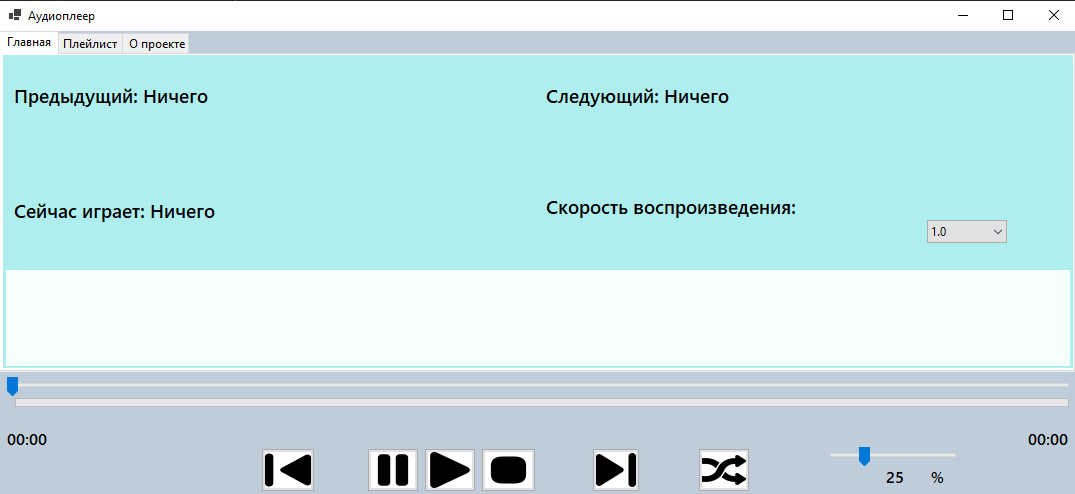 Аудиоплеер
Главная Плейлист О проекте
Предыдущий: Ничего Следующий: Ничего
Сейчас играет: Ничего Скорость воспроизведения:
1.0
00:00 00:00
25 %